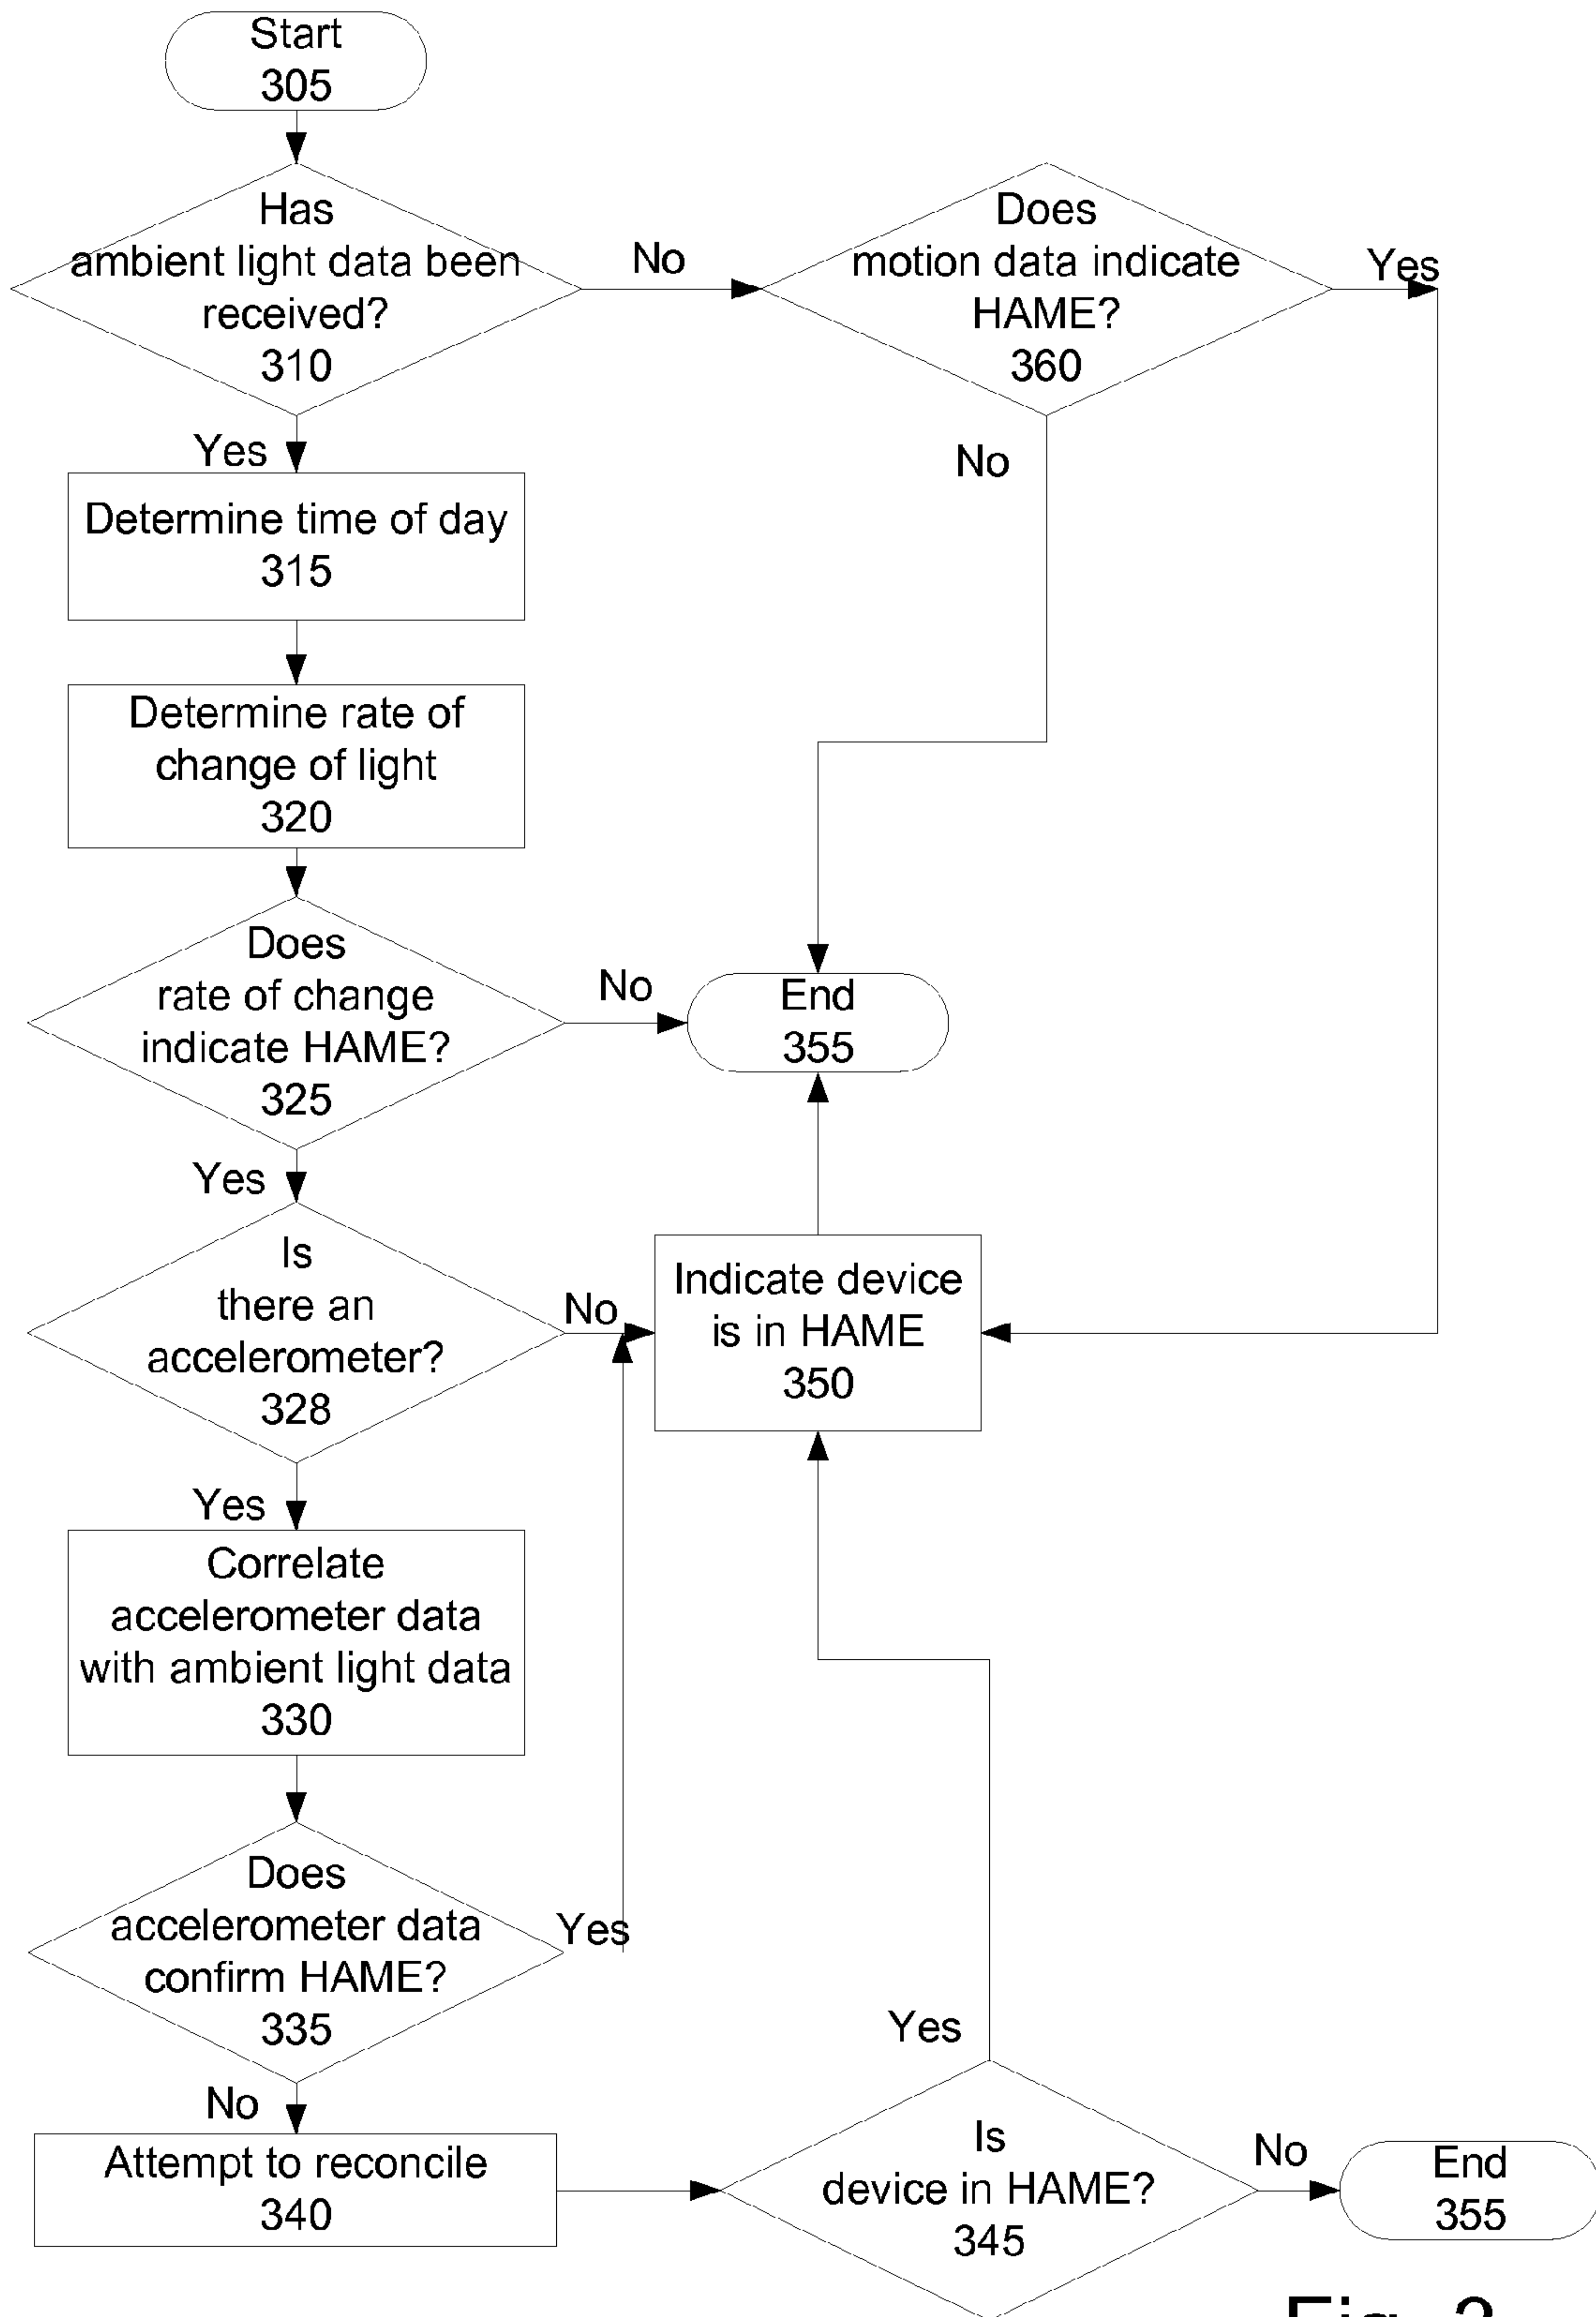 Start
305
Has
ambient light data been
received?
310
No
Does
motion data indicate
HAME?
360
Yes
Yes
No
Determine time of day
315
Determine rate of
change of light
320
Does
rate of change
indicate HAME?
325
No
End
355
Yes
Is
there an
accelerometer?
328
No
Indicate device
is in HAME
350
Yes
Correlate
accelerometer data
with ambient light data
330
Does
accelerometer data
confirm HAME?
335
Yes
No
Attempt to reconcile
340
Yes
Is
device in HAME?
345
No
End
355